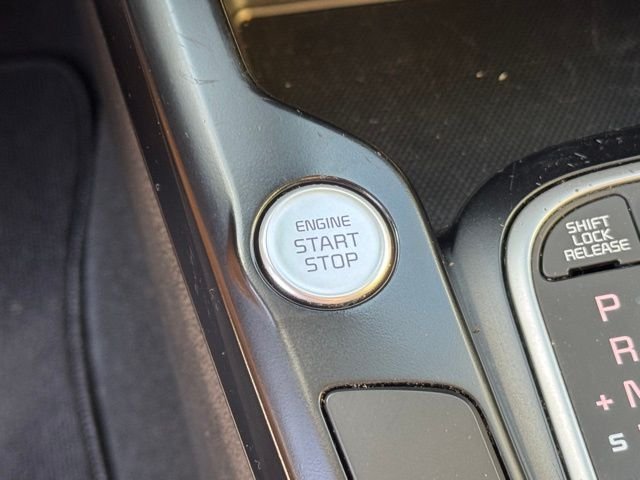 ENGINE
START
STOP
SHIFT
LOCK
RELEASE
P
R
+ N
S